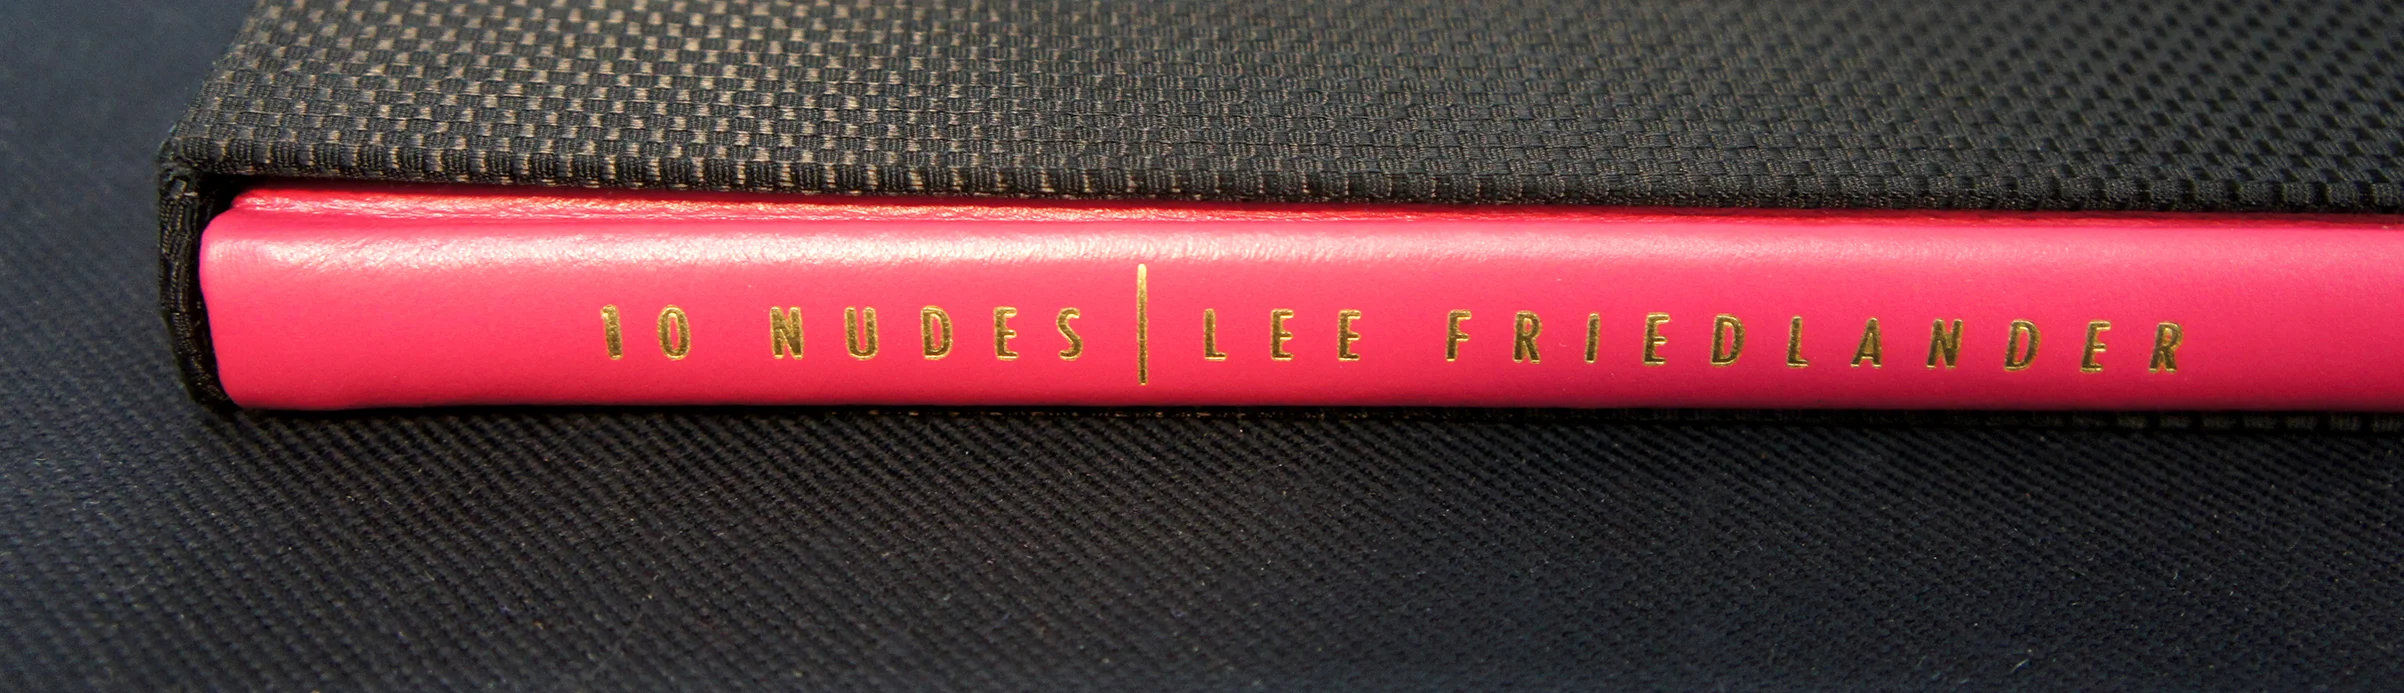 10 NUDES | LEE FRIEDLANDER